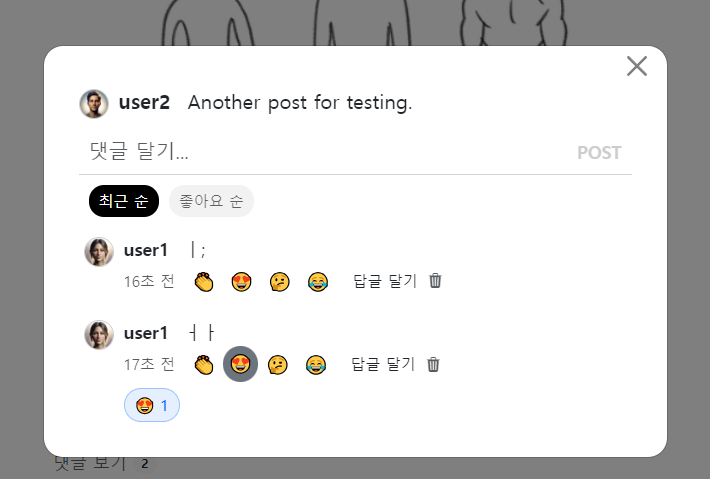 user2 Another post for testing.
댓글 달기...
POST
최근 순 좋아요 순
user1 ㅣ;
16초 전 답글 달기
user1 ㅓㅏ
17초 전 답글 달기
1
댓글 보기 2